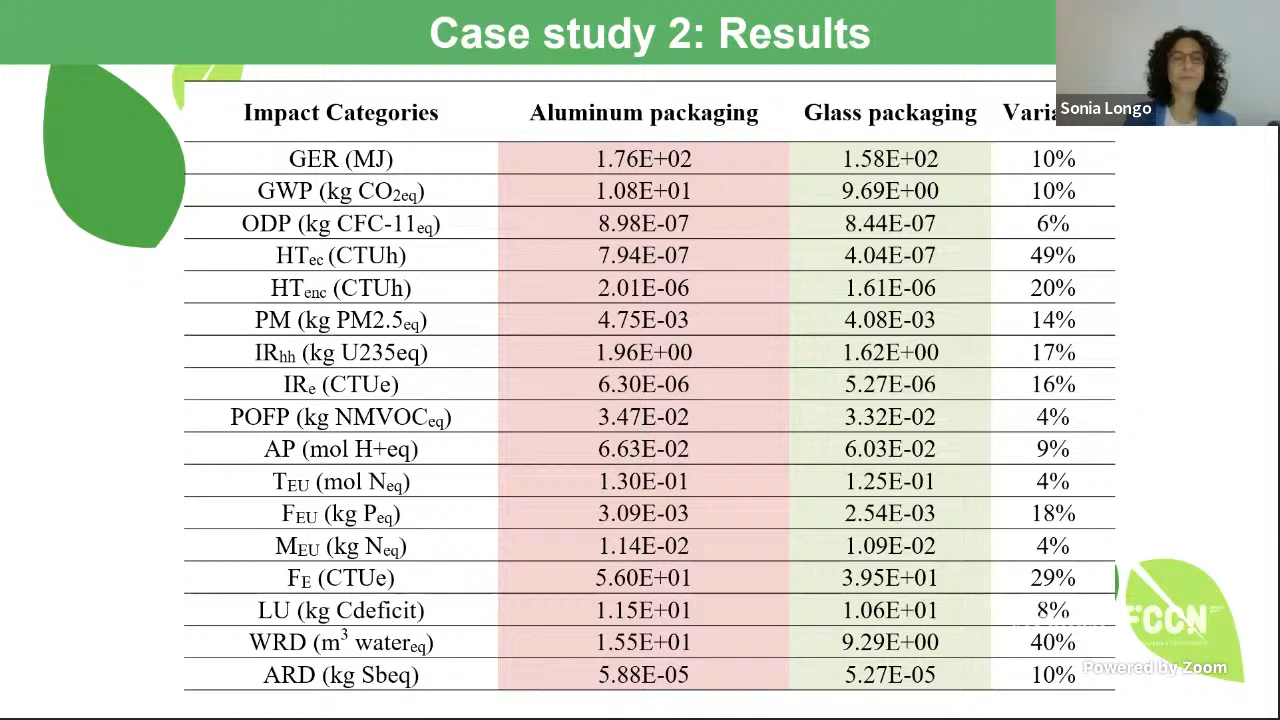 Case study 2: Results
Sonia Longo
Impact Categories Aluminum packaging Glass packaging
GER (MJ) 1.76E+02 1.58E+02 10%
GWP (kg CO2eq) 1.08E+01 9.69E+00 10%
ODP (kg CFC-11eq) 8.98E-07 8.44E-07 6%
HTec (CTUh) 7.94E-07 4.04E-07 49%
HTenc (CTUh) 2.01E-06 1.61E-06 20%
PM (kg PM2.5eq) 4.75E-03 4.08E-03 14%
IRhh (kg U235eq) 1.96E+00 1.62E+00 17%
IRe (CTUe) 6.30E-06 5.27E-06 16%
POFP (kg NMVOCeq) 3.47E-02 3.32E-02 4%
AP (mol H+eq) 6.63E-02 6.03E-02 9%
TEU (mol Neq) 1.30E-01 1.25E-01 4%
FEU (kg Peq) 3.09E-03 2.54E-03 18%
MEU (kg Neq) 1.14E-02 1.09E-02 4%
FE (CTUe) 5.60E+01 3.95E+01 29%
LU (kg Cdeficit) 1.15E+01 1.06E+01 8%
WRD (m3 watereq) 1.55E+01 9.29E+00 40%
ARD (kg Sbeq) 5.88E-05 5.27E-05 10%
FCCN
Powered by Zoom